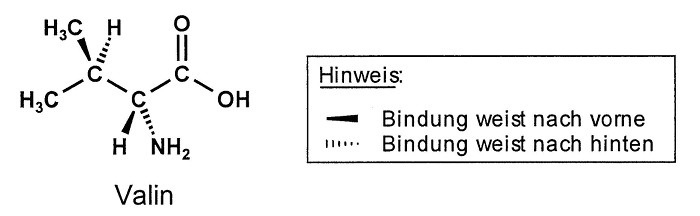 H₃C H O
C C
H₃C C OH
H NH₂
Valin
Hinweis:
Bindung weist nach vorne
Bindung weist nach hinten